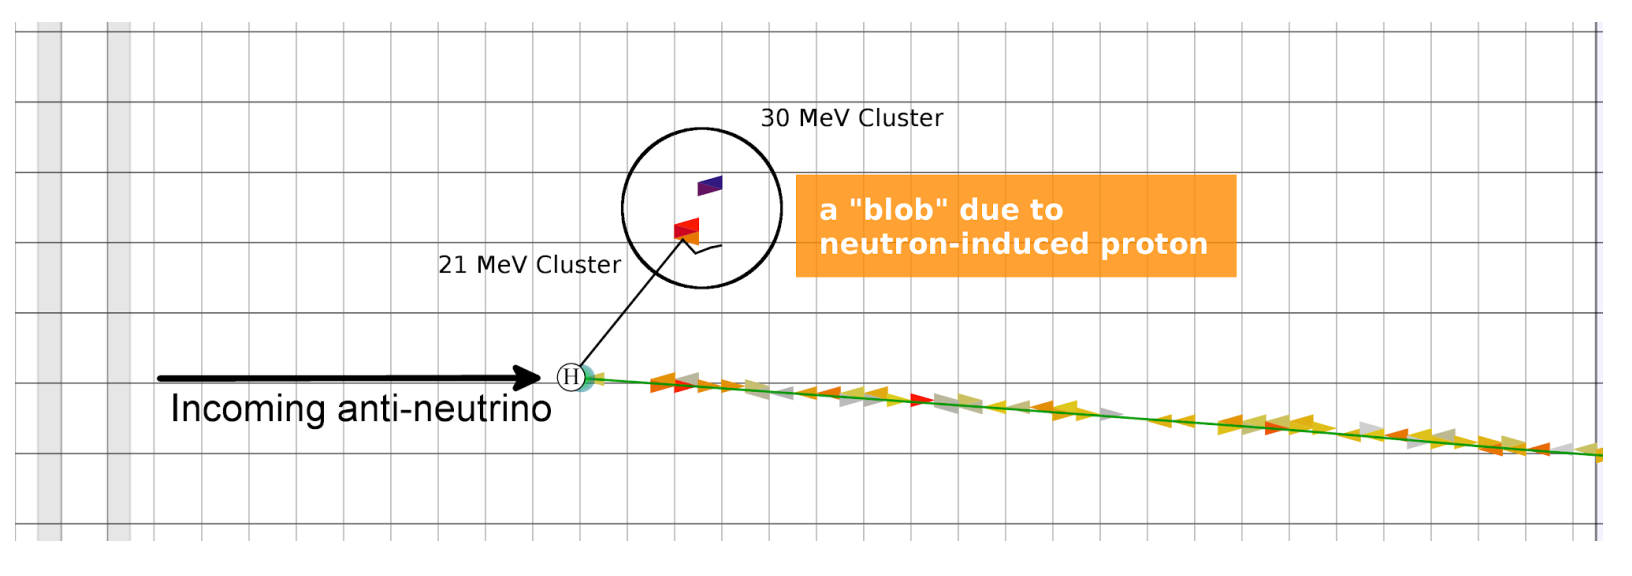 30 MeV Cluster
a "blob" due to
neutron-induced proton
21 MeV Cluster
H
Incoming anti-neutrino